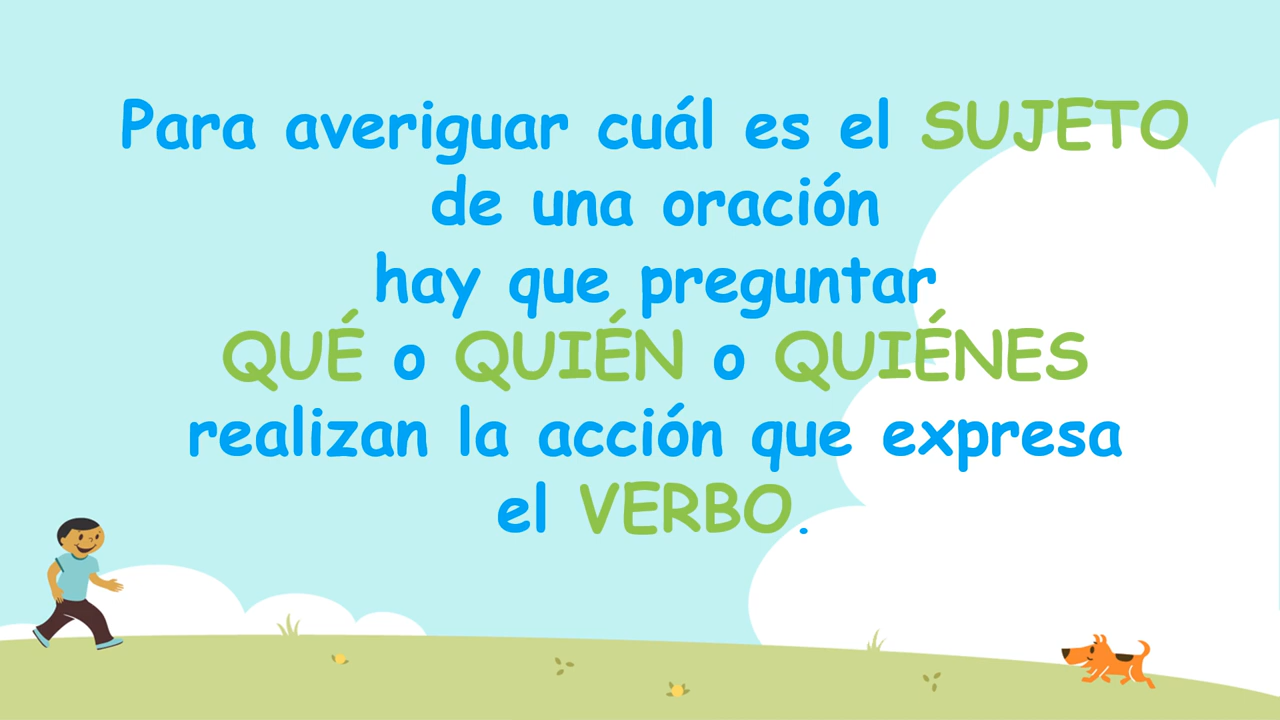 Para averiguar cuál es el SUJETO
de una oración
hay que preguntar
QUÉ o QUIÉN o QUIÉNES
realizan la acción que expresa
el VERBO.